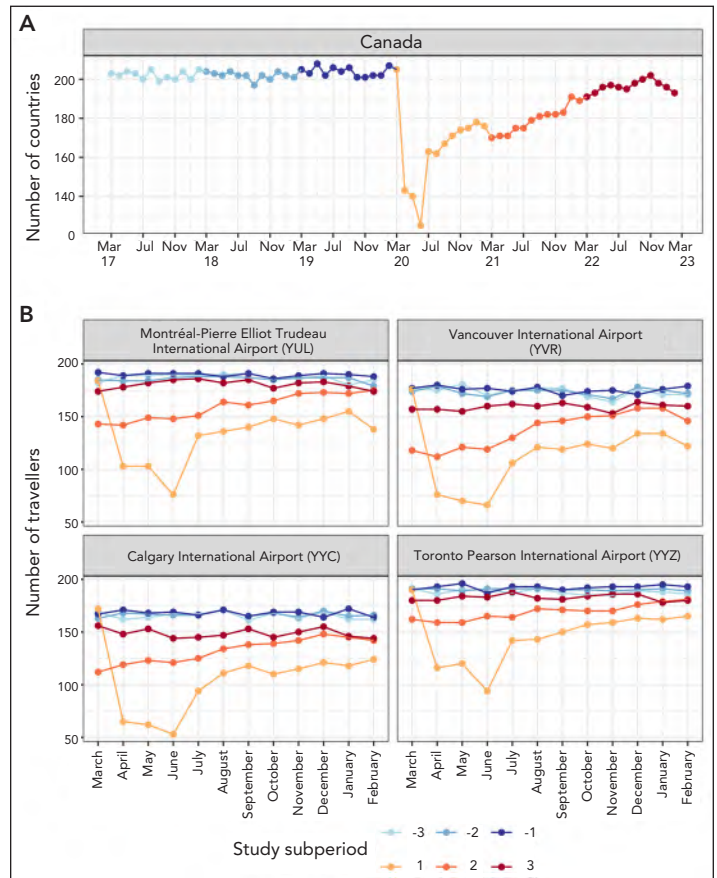 A
Canada
Number of countries
200
180
160
140
0
Mar Jul Nov Mar Jul Nov Mar Jul Nov Mar Jul Nov Mar Jul Nov Mar Jul Nov Mar
17 18 19 20 21 22 23
B
Montréal-Pierre Elliot Trudeau
International Airport (YUL)
Vancouver International Airport
(YVR)
Number of travellers
200
150
100
50
Calgary International Airport (YYC)
Toronto Pearson International Airport (YYZ)
200
150
100
50
March April May June July August September October November December January February
March April May June July August September October November December January February
Study subperiod
-3 -2 -1
1 2 3